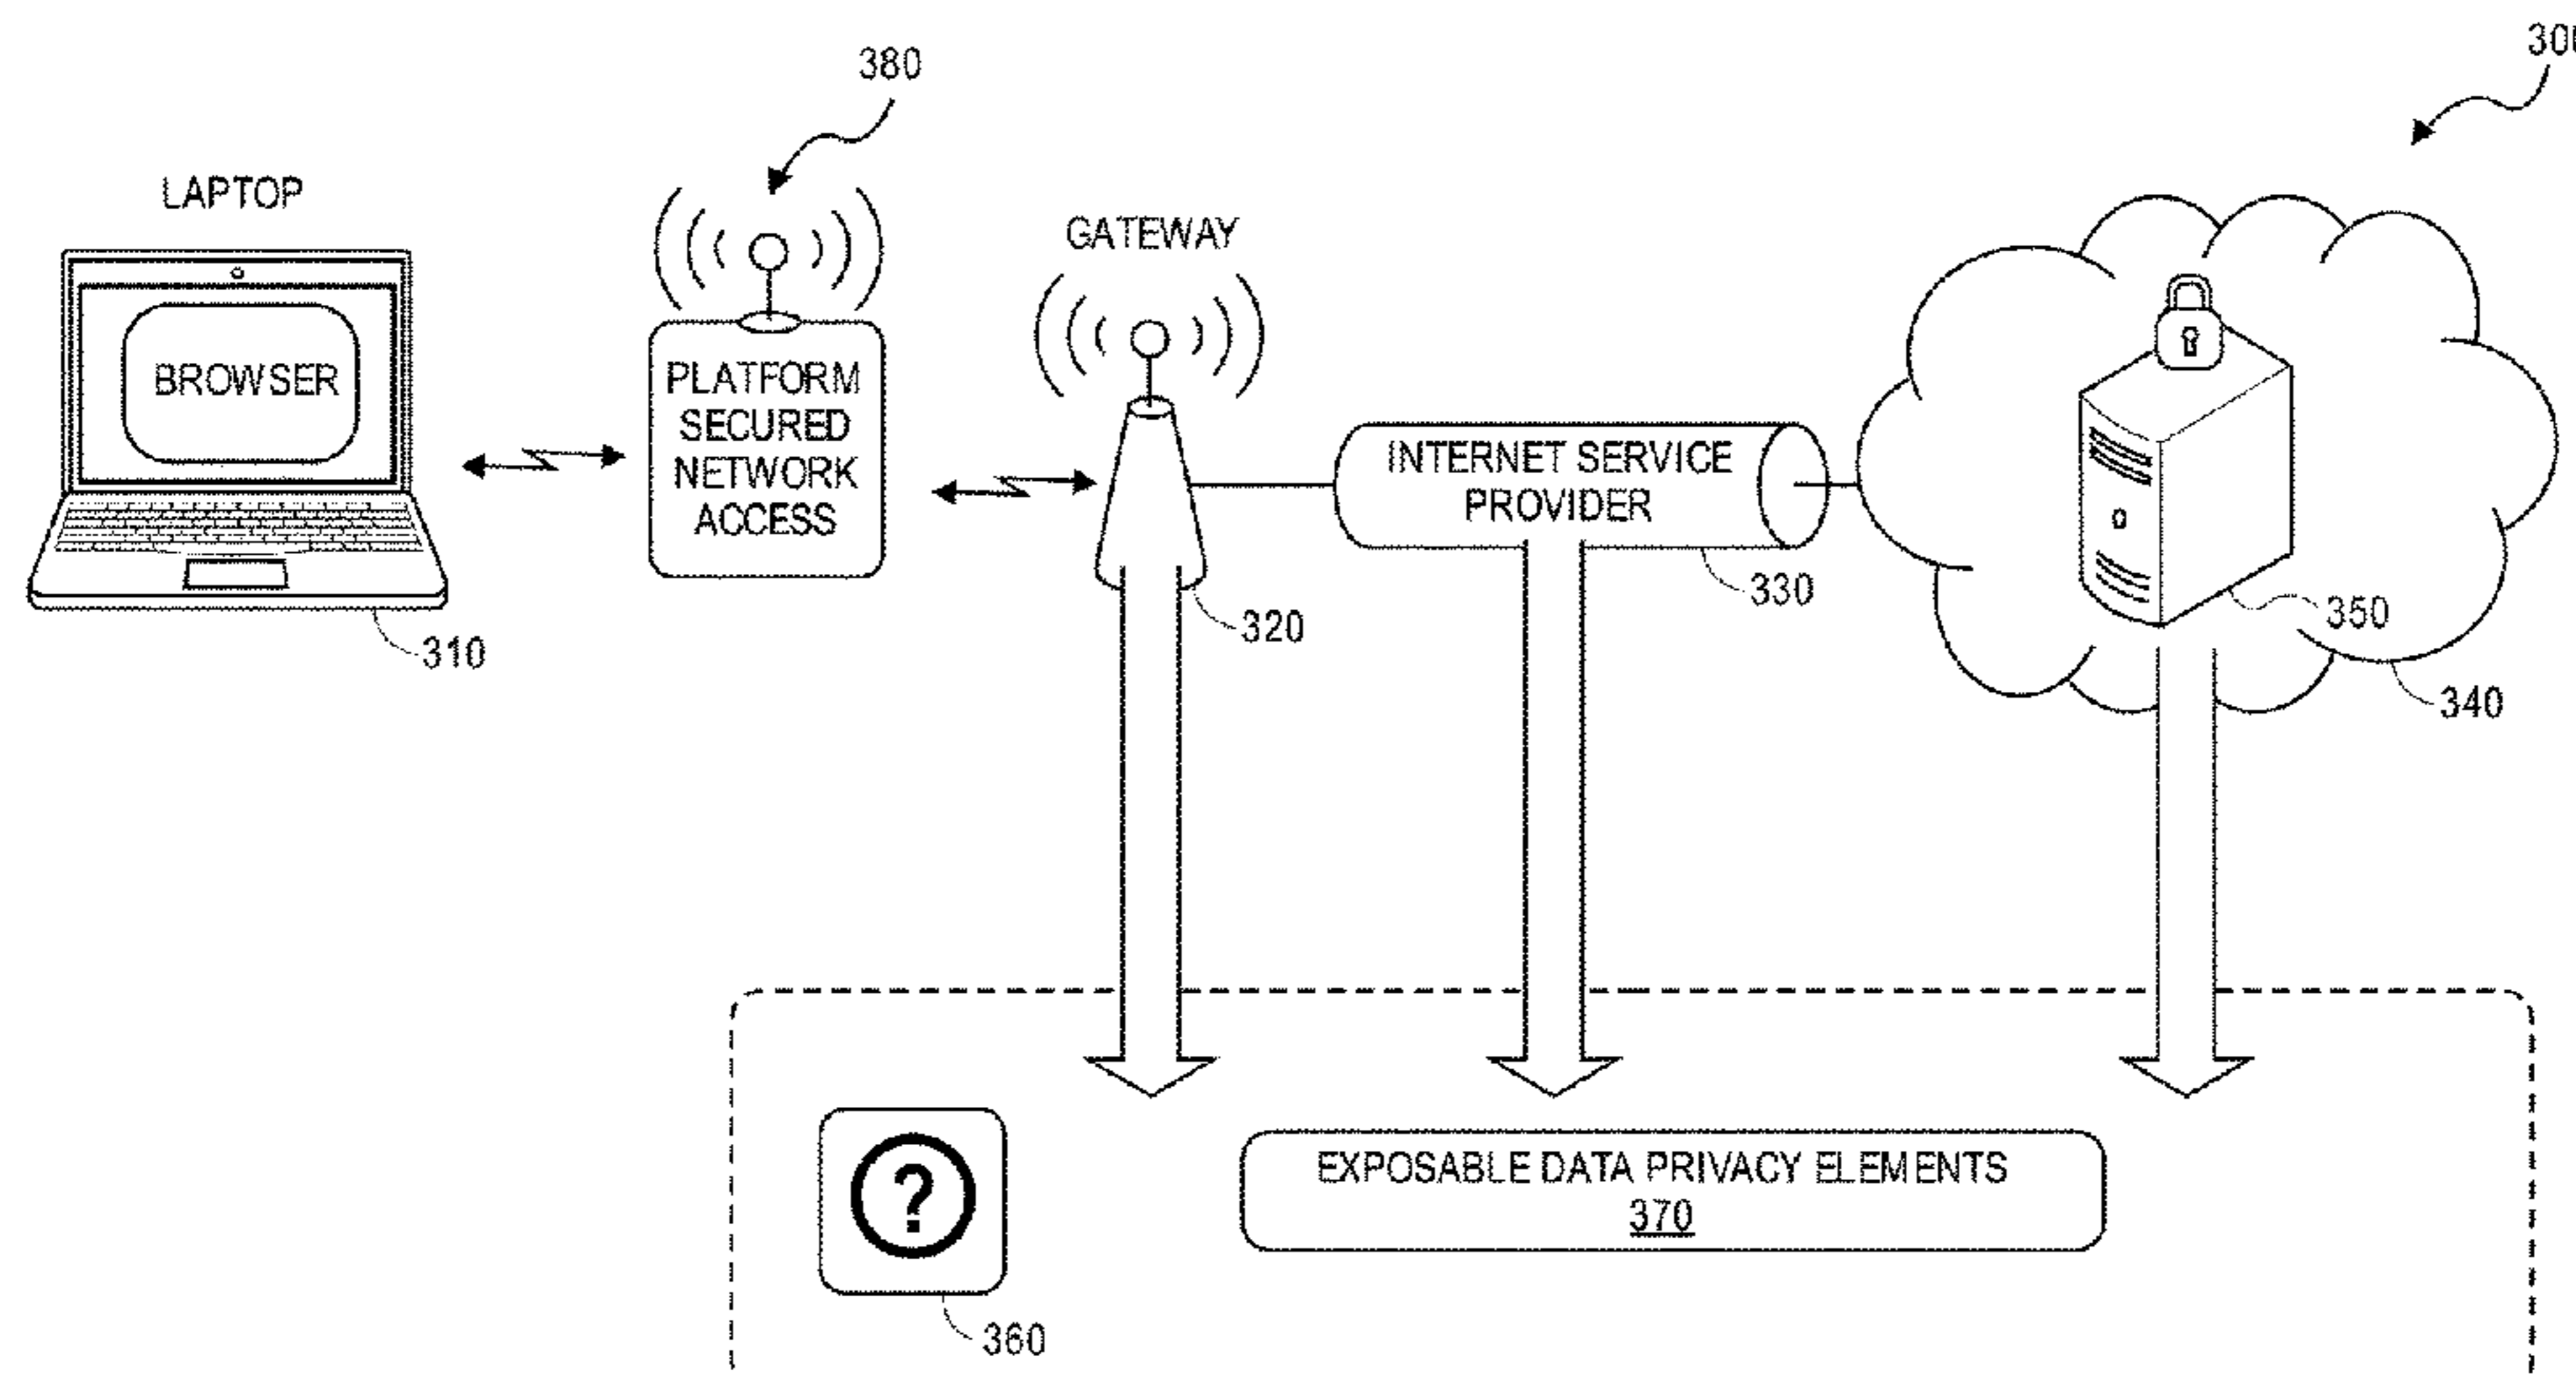 380
300
LAPTOP
GATEWAY
BROWSER
PLATFORM
SECURED
NETWORK
ACCESS
INTERNET SERVICE
PROVIDER
330
350
320
310
340
EXPOSABLE DATA PRIVACY ELEMENTS
370
?
360